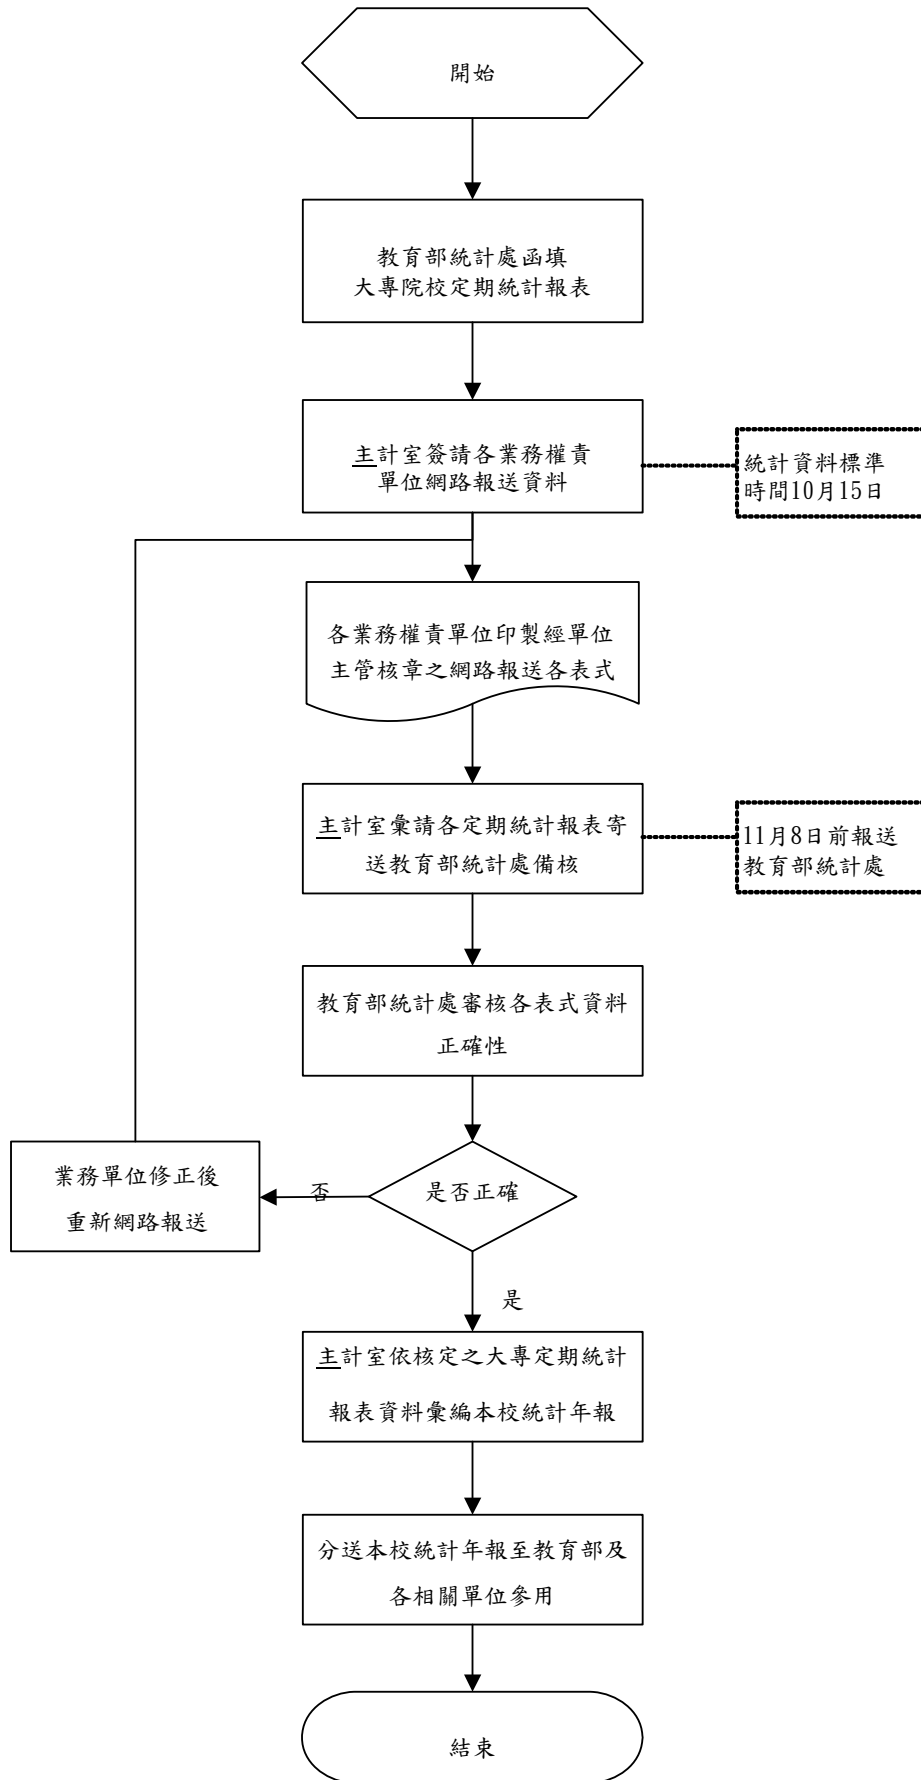 開始
教育部統計處函填
大專院校定期統計報表
主計室簽請各業務權責
單位網路報送資料
統計資料標準
時間10月15日
各業務權責單位印製經單位
主管核章之網路報送各表式
主計室彙請各定期統計報表寄
送教育部統計處備核
11月8日前報送
教育部統計處
教育部統計處審核各表式資料
正確性
業務單位修正後
重新網路報送
否
是否正確
是
主計室依核定之大專定期統計
報表資料彙編本校統計年報
分送本校統計年報至教育部及
各相關單位參用
結束